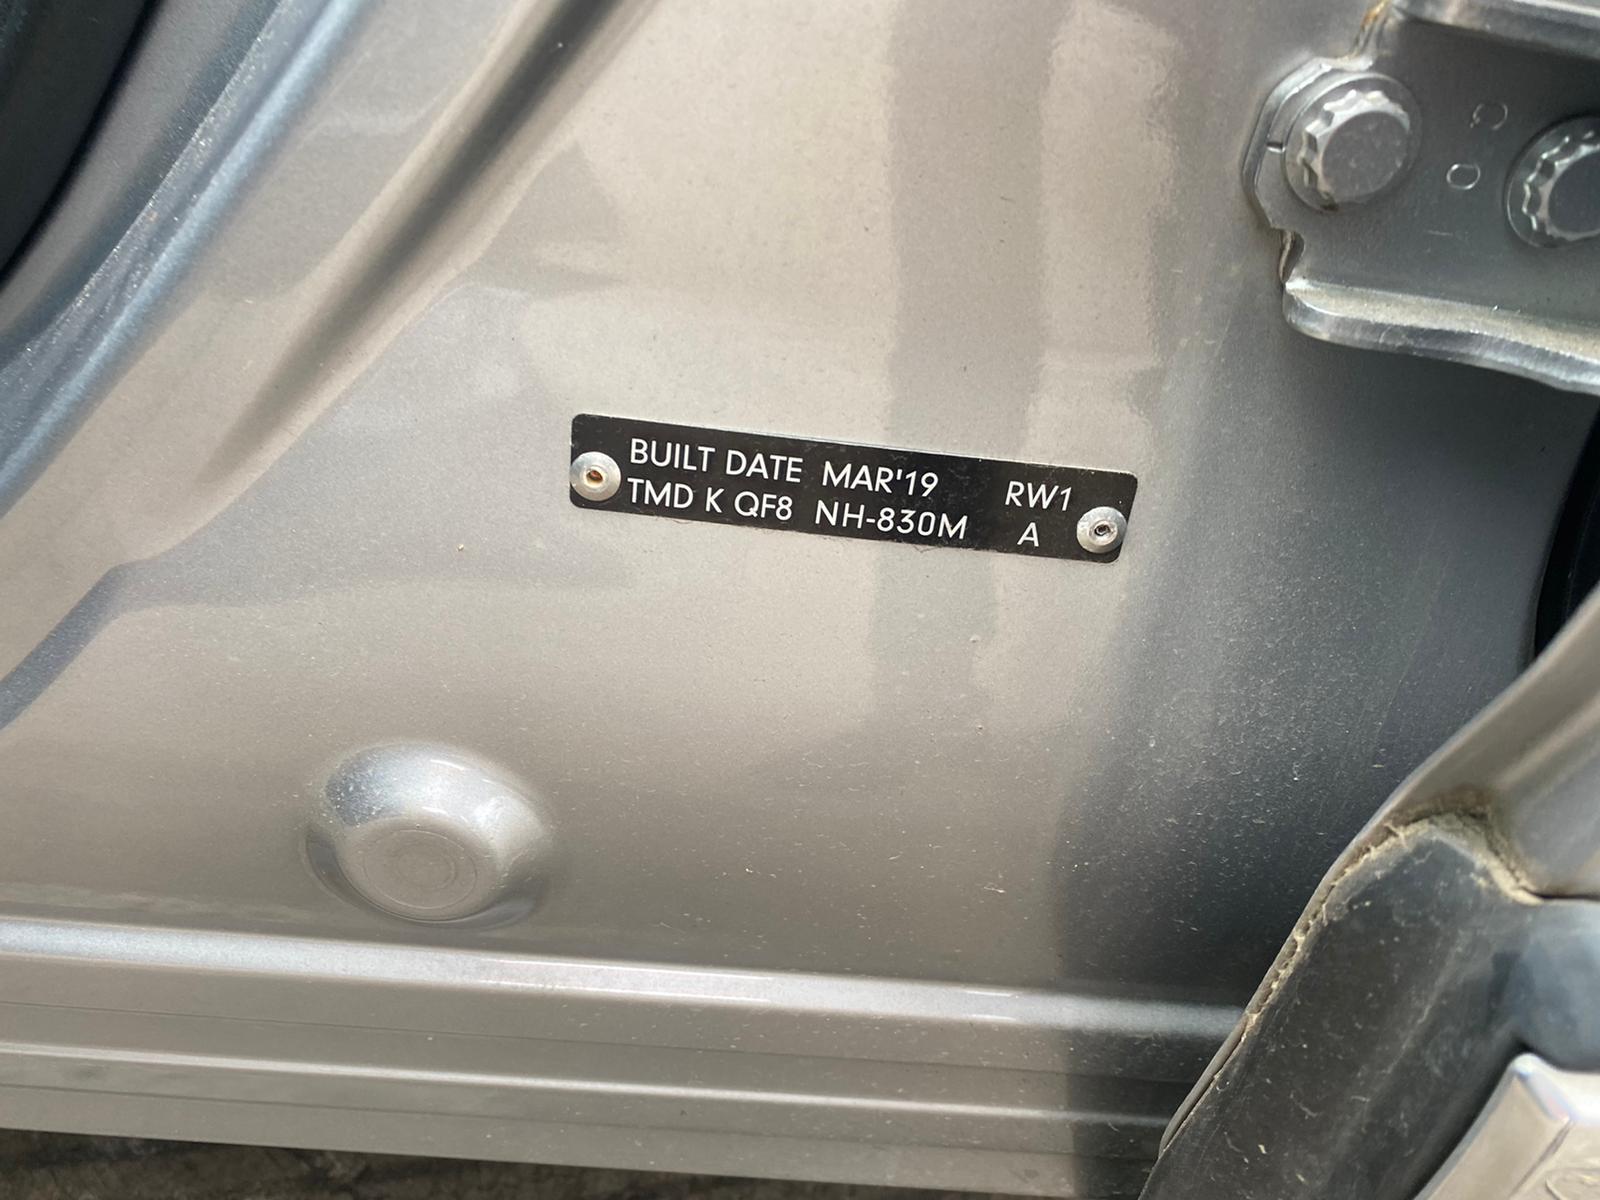 BUILT DATE MAR'19 RW1
TMD K QF8 NH-830M A